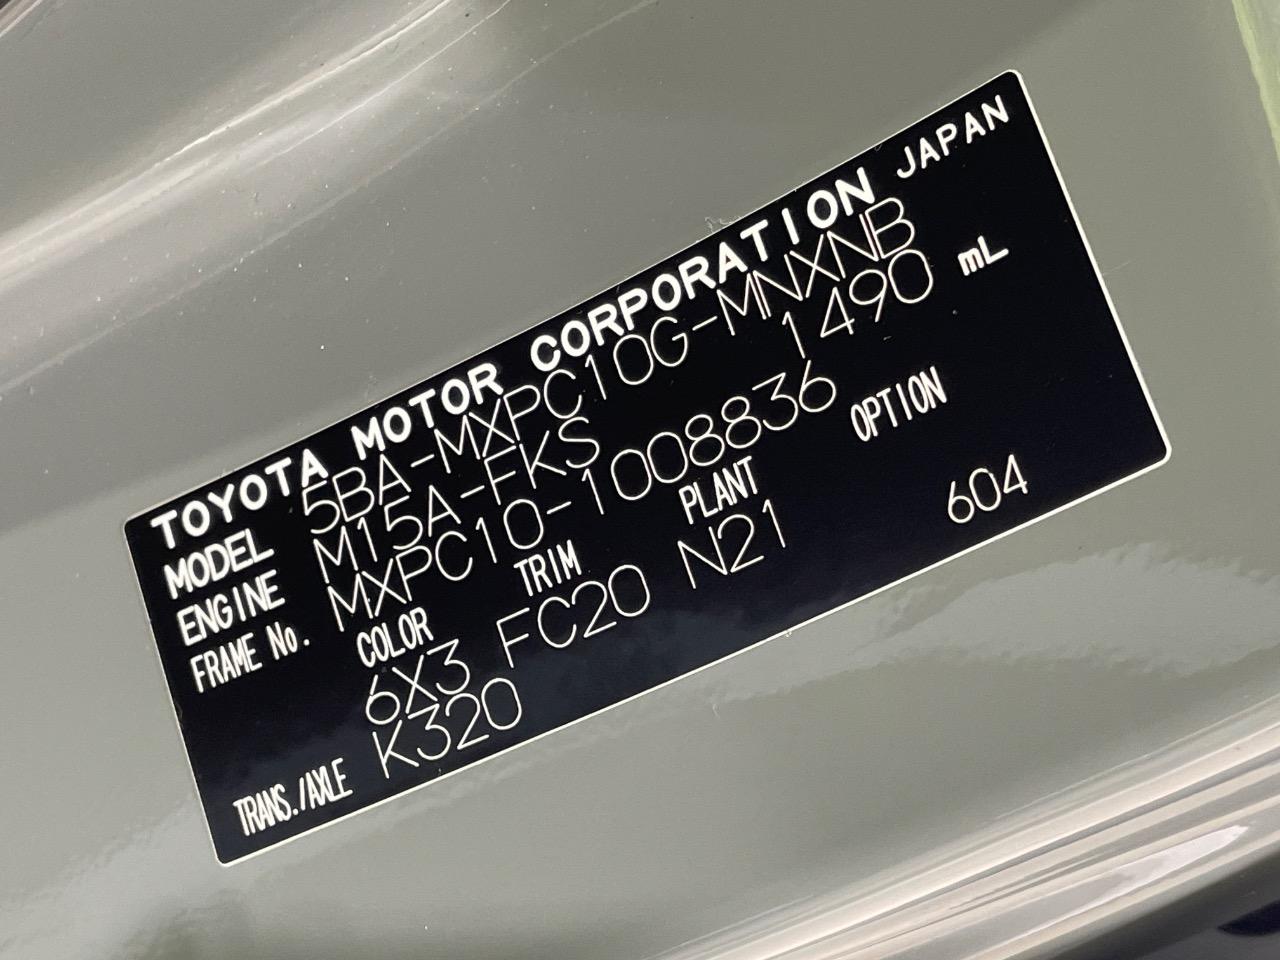 TOYOTA MOTOR CORPORATION JAPAN
MODEL 5BA-MXPC10G-MNXNB
ENGINE M15A-FKS 1490 mL
FRAME No. MXPC10-1008836
COLOR TRIM PLANT OPTION
6X3 FC20 N21 604
TRANS./AXLE K320